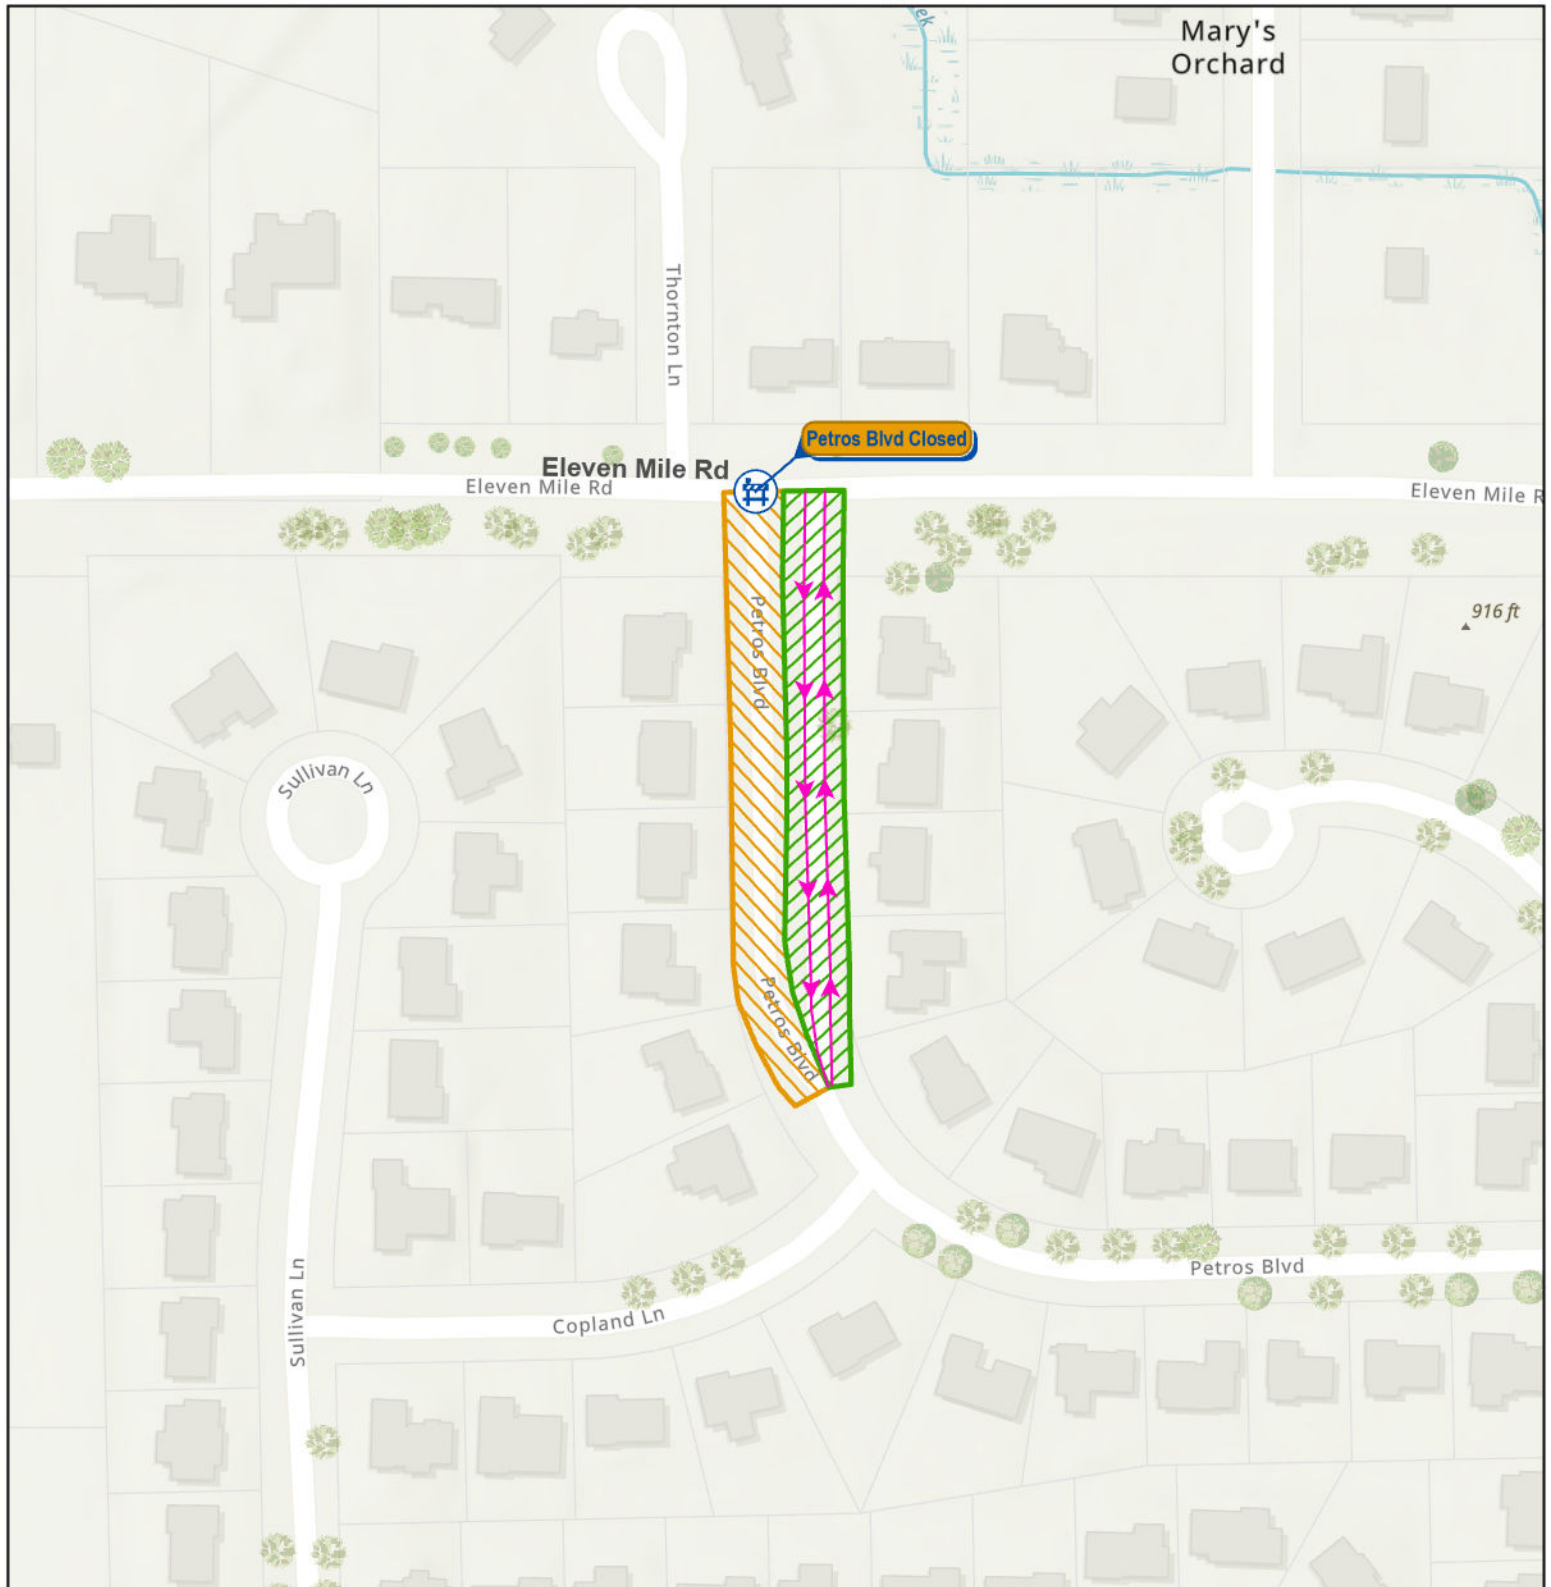 ek
Mary's
Orchard
Thornton Ln
Petros Blvd Closed
Eleven Mile Rd
Eleven Mile Rd
Eleven Mile R
Petros Blvd
916 ft
Sullivan Ln
Petros Blvd
Petros Blvd
Sullivan Ln
Copland Ln